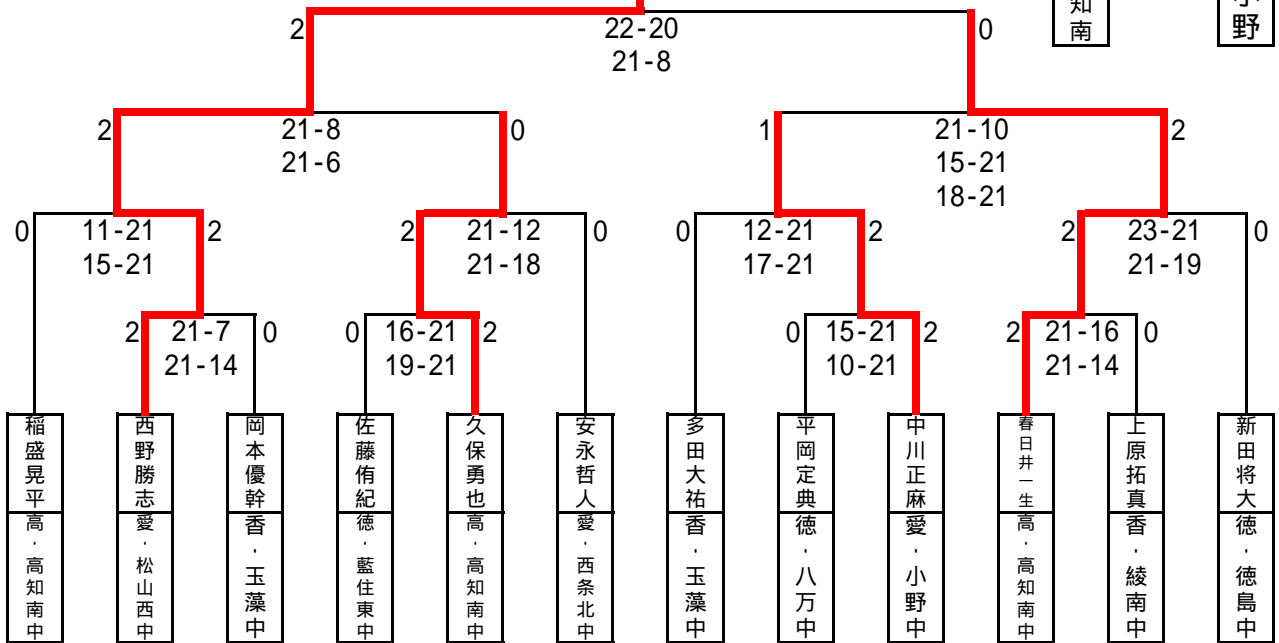 知南
小野
2
22-20
0
21-8
2
21-8
0
1
21-10
2
21-6
15-21
18-21
0
11-21
2
2
21-12
0
0
12-21
2
2
23-21
0
15-21
21-18
17-21
21-19
2
21-7
0
0
16-21
2
0
15-21
2
2
21-16
0
21-14
19-21
10-21
21-14
稲盛晃平
西野勝志
岡本優幹
佐藤侑紀
久保勇也
安永哲人
多田大祐
平岡定典
中川正麻
春日井一生
上原拓真
新田将大
高・高知南中
愛・松山西中
香・玉藻中
徳・藍住東中
高・高知南中
愛・西条北中
香・玉藻中
徳・八万中
愛・小野中
高・高知南中
香・綾南中
徳・徳島中